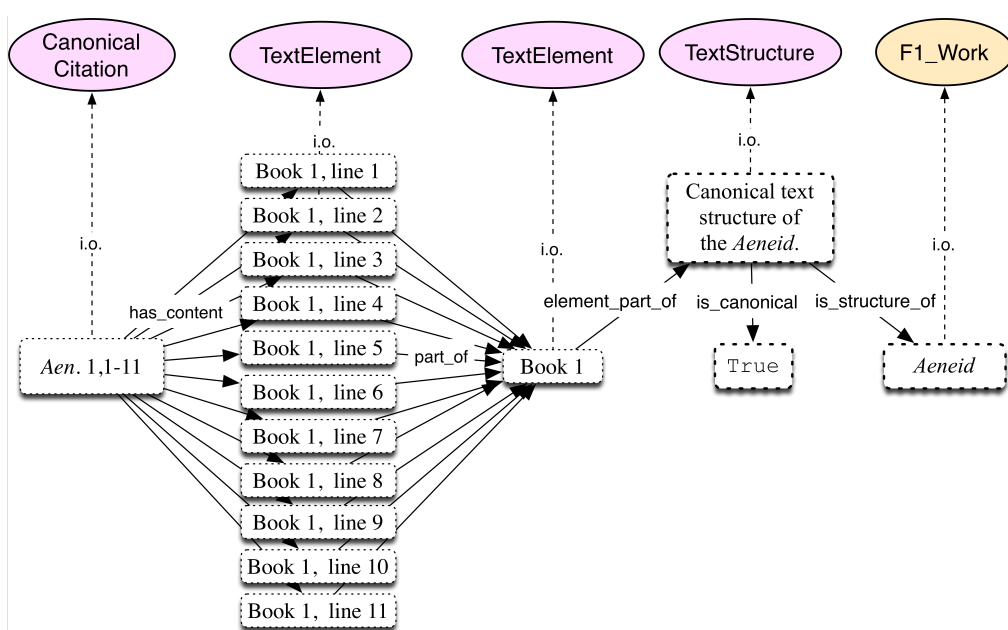 Canonical
Citation
TextElement
TextElement
TextStructure
F1_Work
i.o.
i.o.
i.o.
i.o.
i.o.
Book 1, line 1
Book 1, line 2
Book 1, line 3
Book 1, line 4
Book 1, line 5
Book 1, line 6
Book 1, line 7
Book 1, line 8
Book 1, line 9
Book 1, line 10
Book 1, line 11
Canonical text
structure of
the Aeneid.
has_content
element_part_of
is_canonical
is_structure_of
part_of
Aen. 1,1-11
Book 1
True
Aeneid